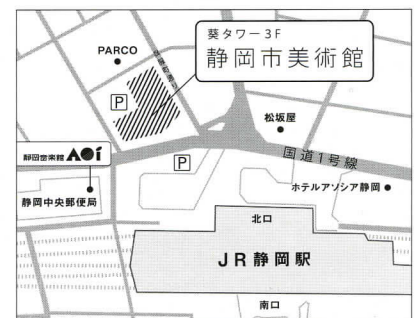 葵タワー3F
静岡市美術館
PARCO
P
松坂屋
静岡音楽館 AOi
P
国道1号線
静岡中央郵便局
ホテルアソシア静岡
北口
JR静岡駅
南口